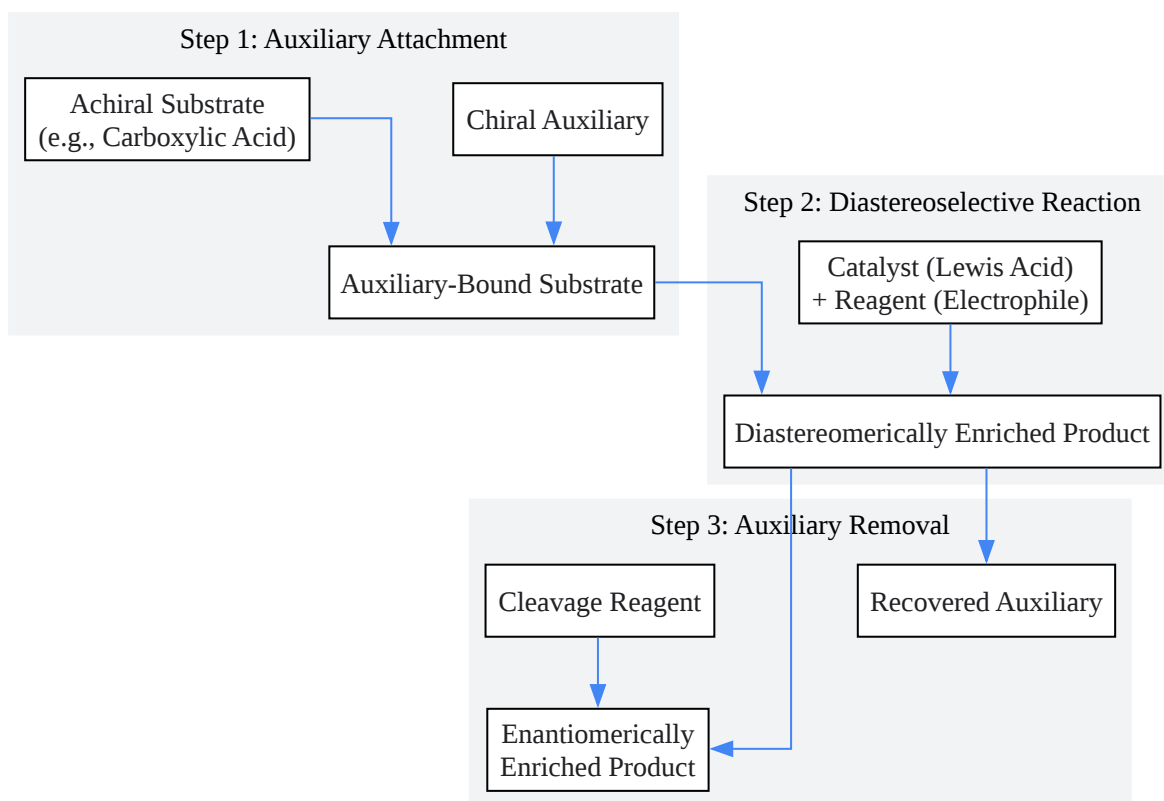 Step 1: Auxiliary Attachment
Achiral Substrate
(e.g., Carboxylic Acid)
Chiral Auxiliary
Auxiliary-Bound Substrate
Step 2: Diastereoselective Reaction
Catalyst (Lewis Acid)
+ Reagent (Electrophile)
Diastereomerically Enriched Product
Step 3: Auxiliary Removal
Cleavage Reagent
Recovered Auxiliary
Enantiomerically
Enriched Product